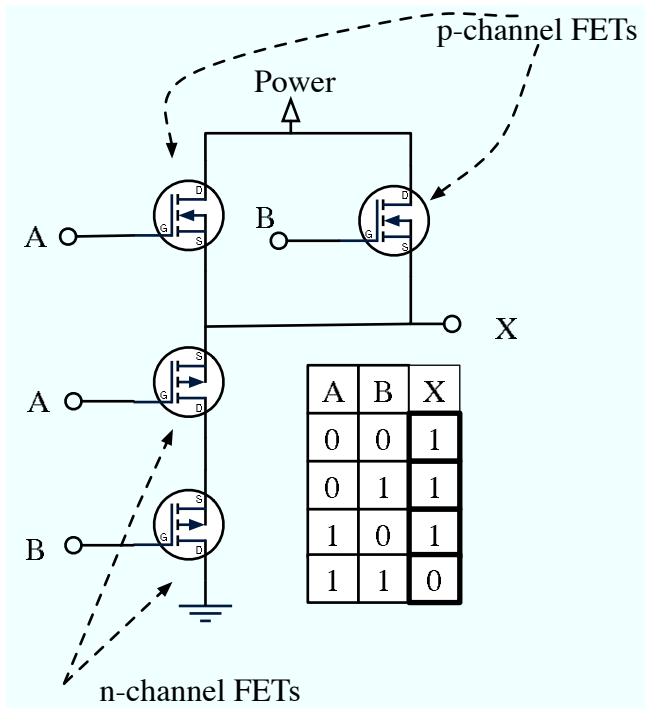 p-channel FETs
Power
D
G
S
A
D
G
S
B
X
S
G
D
A
S
G
D
B
A B X
0 0 1
0 1 1
1 0 1
1 1 0
n-channel FETs